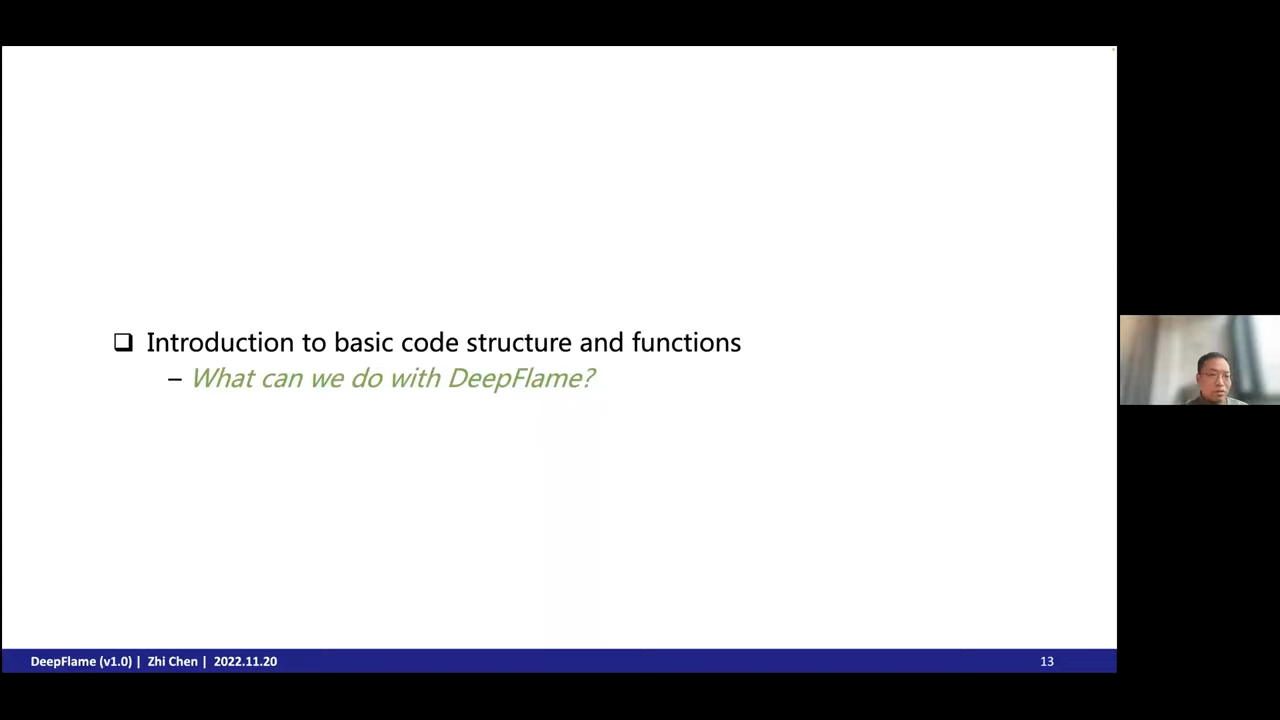 ❑ Introduction to basic code structure and functions
– What can we do with DeepFlame?
DeepFlame (v1.0) | Zhi Chen | 2022.11.20
13